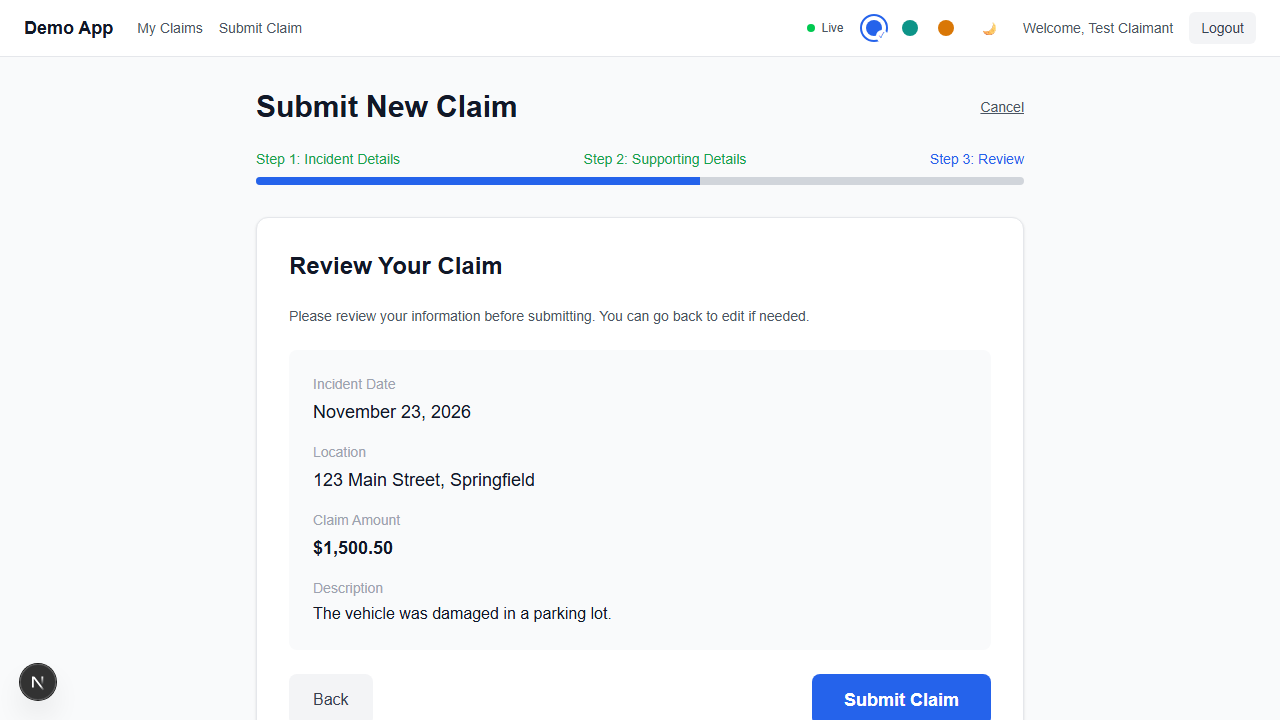 Demo App My Claims Submit Claim Live Welcome, Test Claimant Logout
Submit New Claim Cancel
Step 1: Incident Details Step 2: Supporting Details Step 3: Review
Review Your Claim
Please review your information before submitting. You can go back to edit if needed.
Incident Date
November 23, 2026
Location
123 Main Street, Springfield
Claim Amount
$1,500.50
Description
The vehicle was damaged in a parking lot.
N
Back Submit Claim